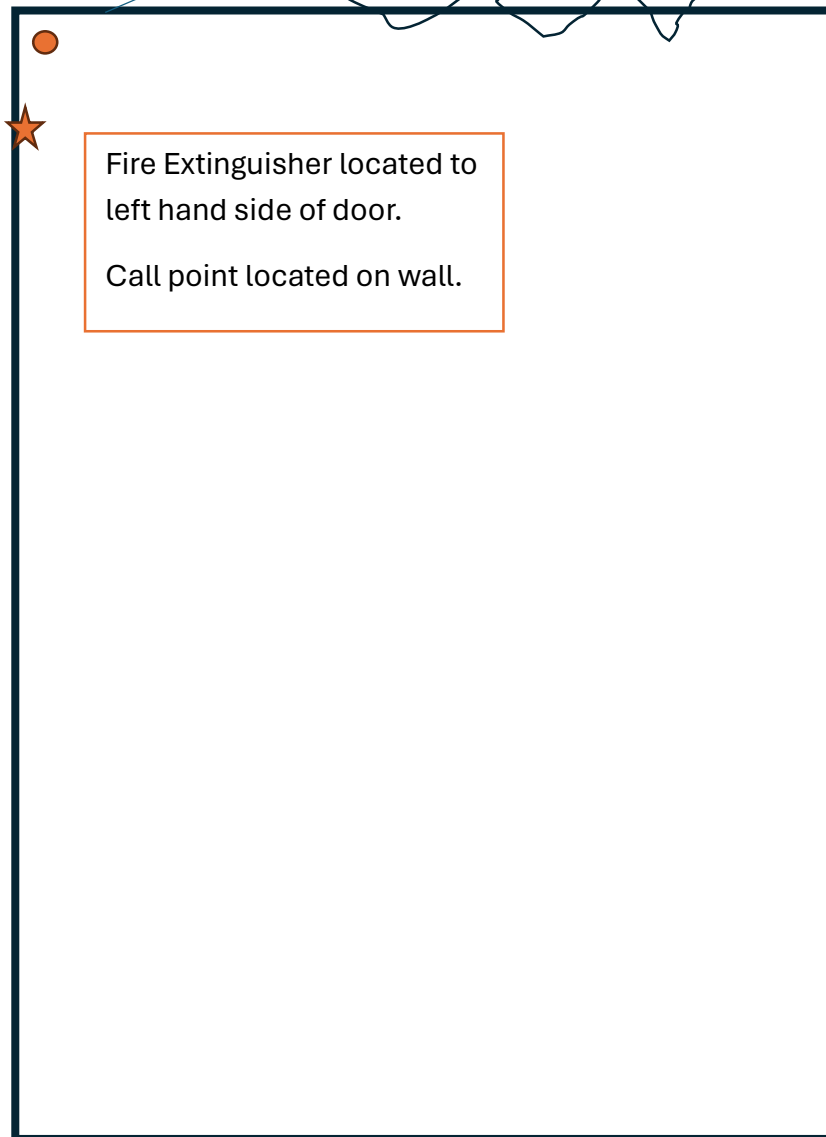 Fire Extinguisher located to
left hand side of door.
Call point located on wall.